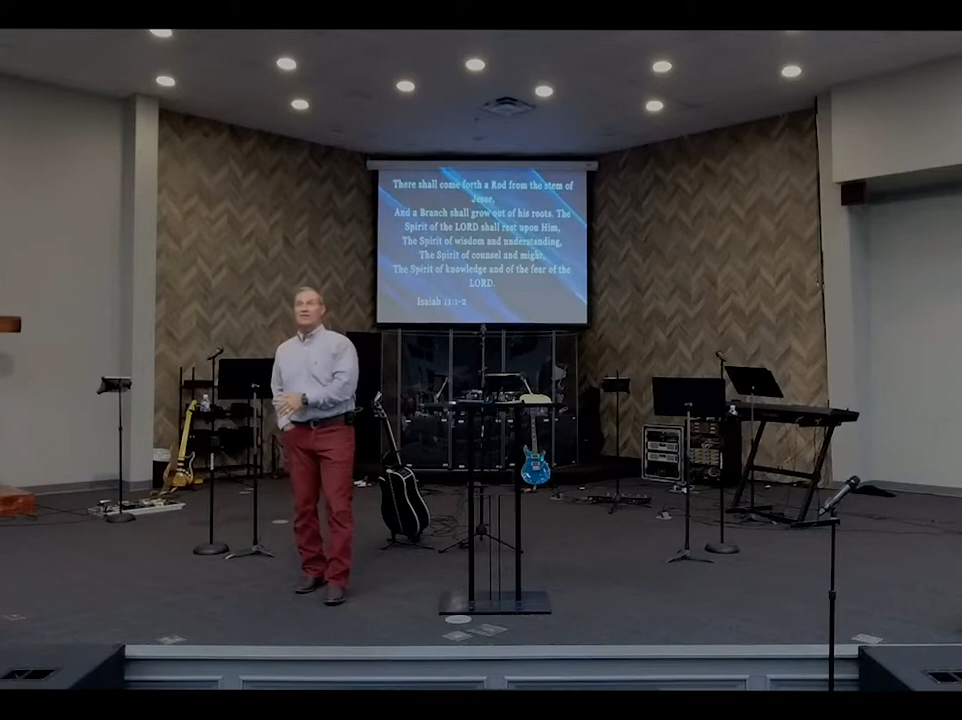 There shall come forth a Rod from the stem of
Jesse,
And a Branch shall grow out of his roots. The
Spirit of the LORD shall rest upon Him,
The Spirit of wisdom and understanding,
The Spirit of counsel and might,
The Spirit of knowledge and of the fear of the
LORD.
Isaiah 11:1-2